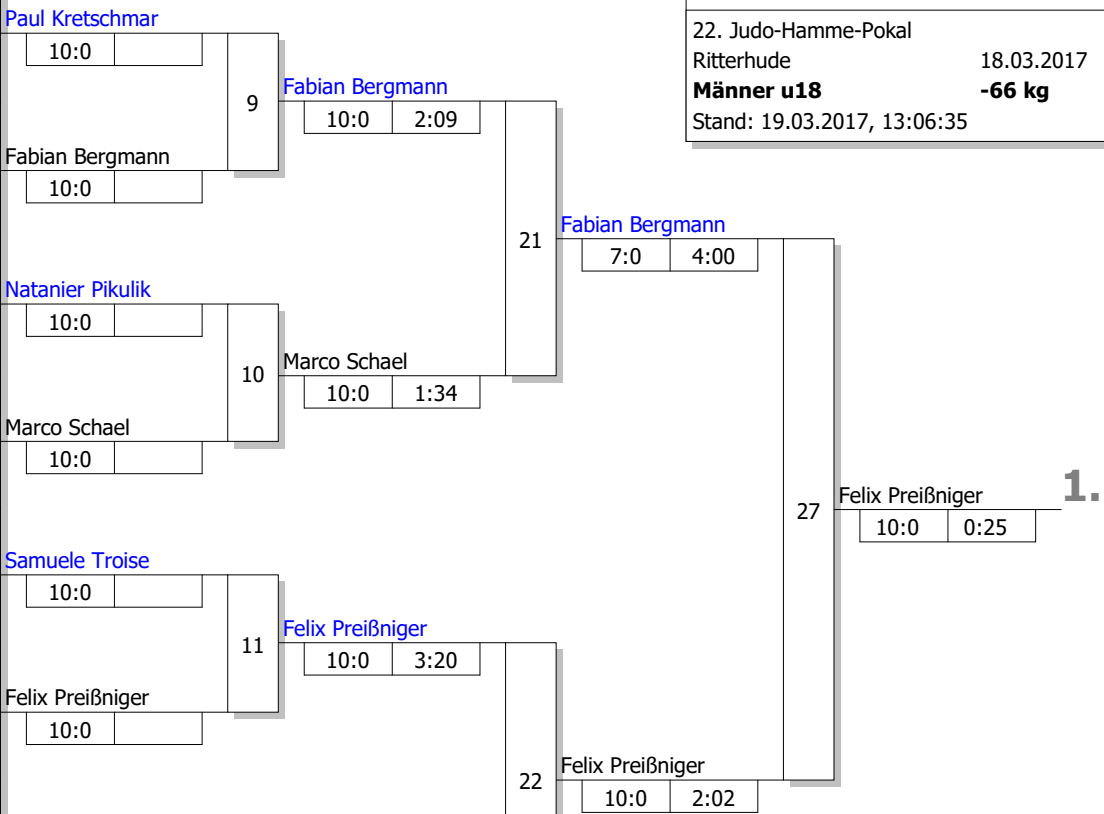 22. Judo-Hamme-Pokal
Ritterhude 18.03.2017
Männer u18 -66 kg
Stand: 19.03.2017, 13:06:35
Paul Kretschmar
10:0
9
Fabian Bergmann
10:0 2:09
Fabian Bergmann
10:0
21
Fabian Bergmann
7:0 4:00
Natanier Pikulik
10:0
10
Marco Schael
10:0 1:34
Marco Schael
10:0
27
Felix Preißniger 1.
10:0 0:25
Samuele Troise
10:0
11
Felix Preißniger
10:0 3:20
Felix Preißniger
10:0
22
Felix Preißniger
10:0 2:02